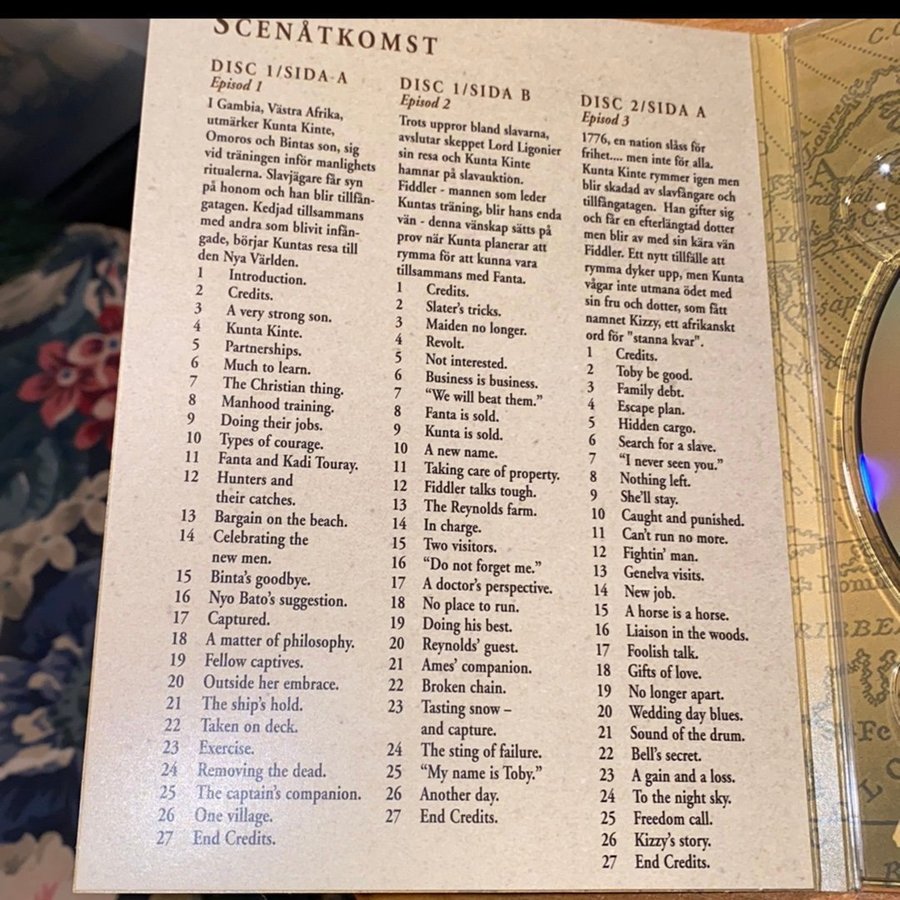 SCENÅTKOMST
DISC 1/SIDA A
Episod 1
I Gambia, Västra Afrika,
utmärker Kunta Kinte,
Omoros och Bintas son, sig
vid träningen inför manlighets
ritualerna. Slavjägare får syn
på honom och han blir tillfån-
gatagen. Kedjad tillsammans
med andra som blivit infån-
gade, börjar Kuntas resa till
den Nya Världen.
1 Introduction.
2 Credits.
3 A very strong son.
4 Kunta Kinte.
5 Partnerships.
6 Much to learn.
7 The Christian thing.
8 Manhood training.
9 Doing their jobs.
10 Types of courage.
11 Fanta and Kadi Touray.
12 Hunters and
their catches.
13 Bargain on the beach.
14 Celebrating the
new men.
15 Binta's goodbye.
16 Nyo Bato's suggestion.
17 Captured.
18 A matter of philosophy.
19 Fellow captives.
20 Outside her embrace.
21 The ship's hold.
22 Taken on deck.
23 Exercise.
24 Removing the dead.
25 The captain's companion.
26 One village.
27 End Credits.
DISC 1/SIDA B
Episod 2
Trots uppror bland slavarna,
avslutar skeppet Lord Ligonier
sin resa och Kunta Kinte
hamnar på slavauktion.
Fiddler - mannen som leder
Kuntas träning, blir hans enda
vän - denna vänskap sätts på
prov när Kunta planerar att
rymma för att kunna vara
tillsammans med Fanta.
1 Credits.
2 Slater's tricks.
3 Maiden no longer.
4 Revolt.
5 Not interested.
6 Business is business.
7 “We will beat them.”
8 Fanta is sold.
9 Kunta is sold.
10 A new name.
11 Taking care of property.
12 Fiddler talks tough.
13 The Reynolds farm.
14 In charge.
15 Two visitors.
16 “Do not forget me.”
17 A doctor's perspective.
18 No place to run.
19 Doing his best.
20 Reynolds' guest.
21 Ames' companion.
22 Broken chain.
23 Tasting snow –
and capture.
24 The sting of failure.
25 “My name is Toby.”
26 Another day.
27 End Credits.
DISC 2/SIDA A
Episod 3
1776, en nation slåss för
frihet.... men inte för alla.
Kunta Kinte rymmer igen men
blir skadad av slavfångare och
tillfångatagen. Han gifter sig
och får en efterlängtad dotter
men blir av med sin kära vän
Fiddler. Ett nytt tillfälle att
rymma dyker upp, men Kunta
vågar inte utmana ödet med
sin fru och dotter, som fått
namnet Kizzy, ett afrikanskt
ord för "stanna kvar".
1 Credits.
2 Toby be good.
3 Family debt.
4 Escape plan.
5 Hidden cargo.
6 Search for a slave.
7 “I never seen you.”
8 Nothing left.
9 She'll stay.
10 Caught and punished.
11 Can't run no more.
12 Fightin' man.
13 Genelva visits.
14 New job.
15 A horse is a horse.
16 Liaison in the woods.
17 Foolish talk.
18 Gifts of love.
19 No longer apart.
20 Wedding day blues.
21 Sound of the drum.
22 Bell's secret.
23 A gain and a loss.
24 To the night sky.
25 Freedom call.
26 Kizzy's story.
27 End Credits.